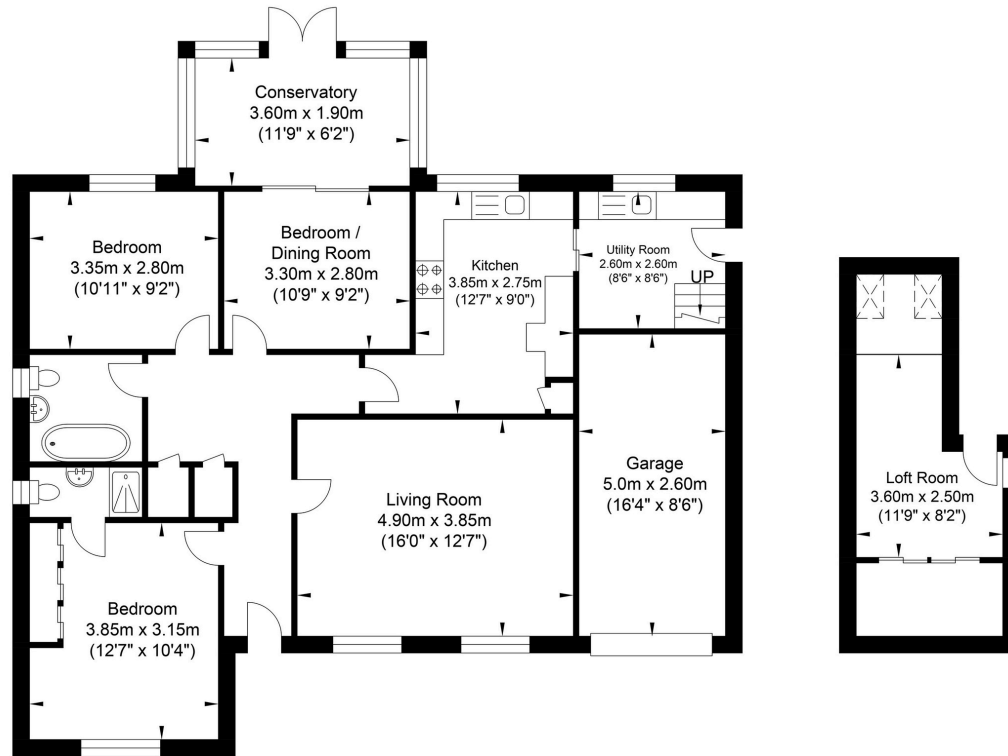 Conservatory
3.60m x 1.90m
(11'9" x 6'2")
Bedroom
3.35m x 2.80m
(10'11" x 9'2")
Bedroom /
Dining Room
3.30m x 2.80m
(10'9" x 9'2")
Kitchen
3.85m x 2.75m
(12'7" x 9'0")
Utility Room
2.60m x 2.60m
(8'6" x 8'6")
UP
Living Room
4.90m x 3.85m
(16'0" x 12'7")
Garage
5.0m x 2.60m
(16'4" x 8'6")
Bedroom
3.85m x 3.15m
(12'7" x 10'4")
Loft Room
3.60m x 2.50m
(11'9" x 8'2")